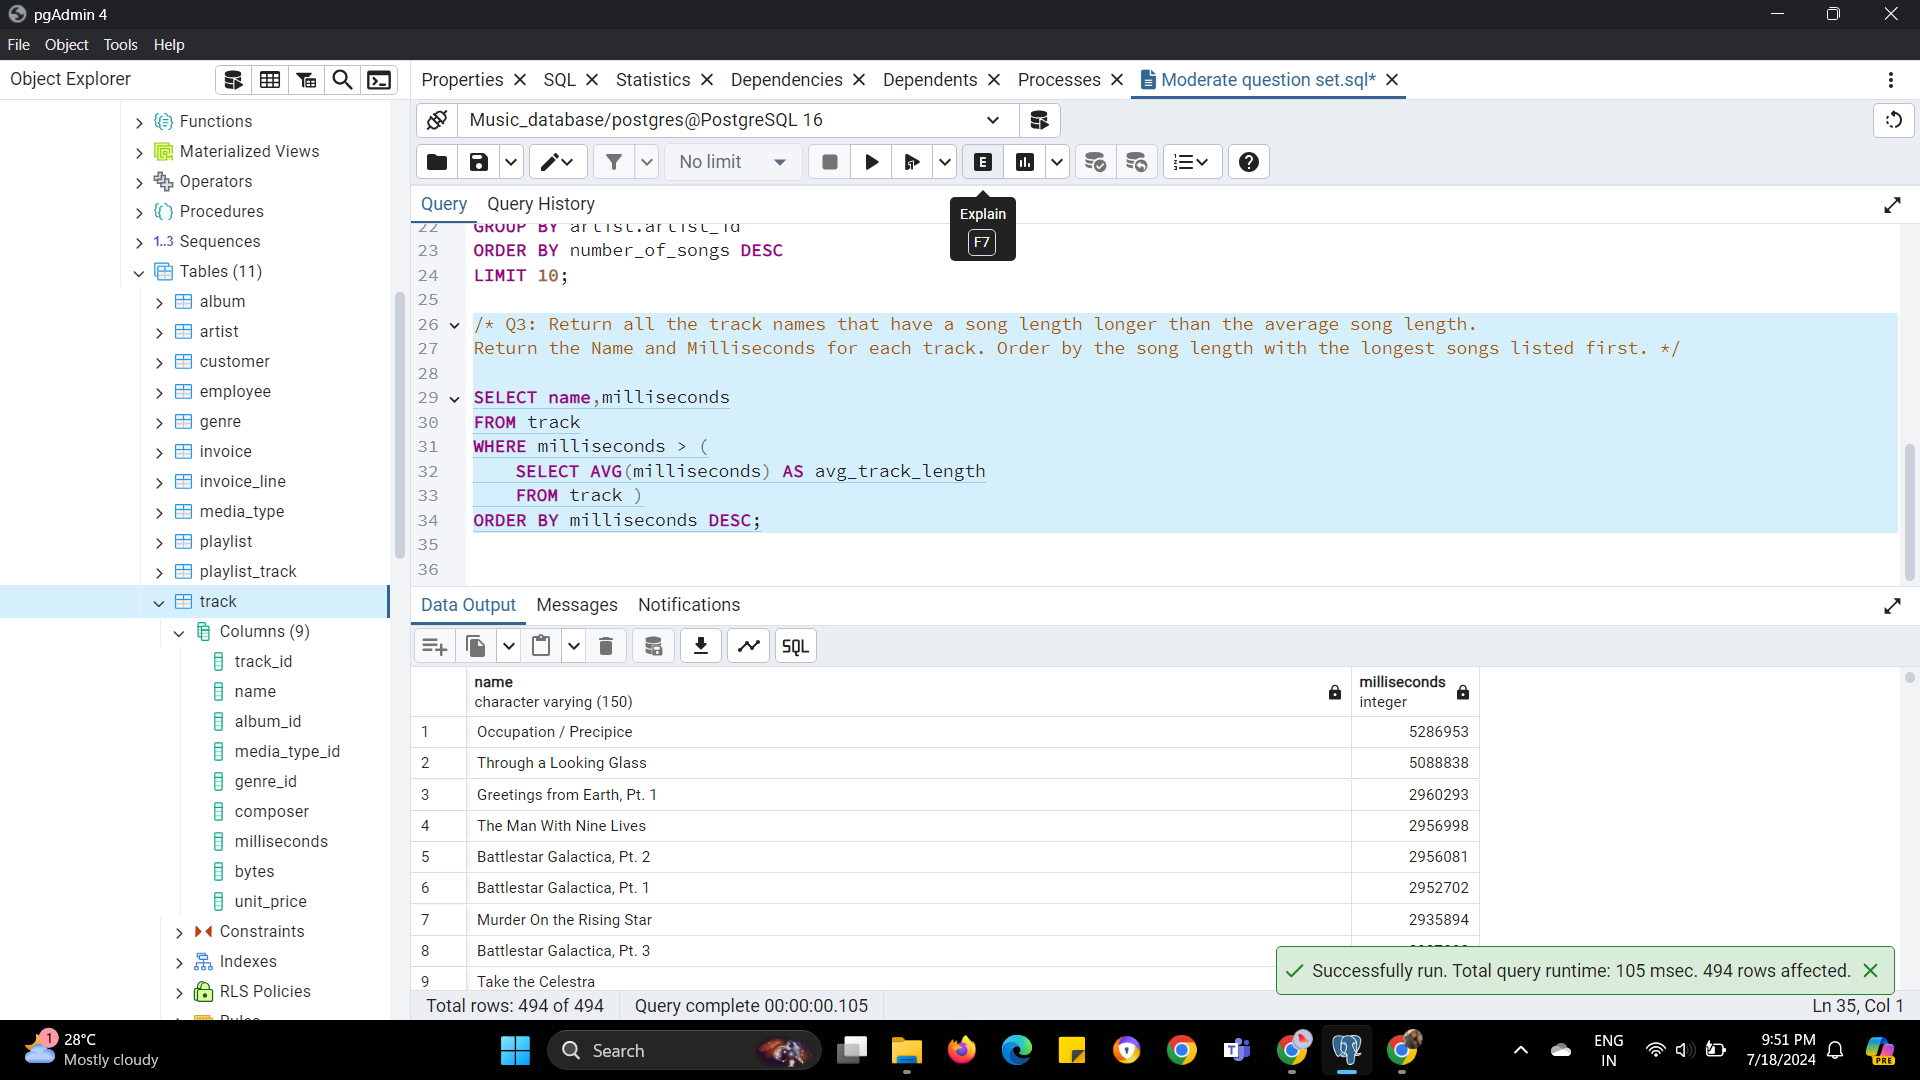 pgAdmin 4
File Object Tools Help
Object Explorer
Properties SQL Statistics Dependencies Dependents Processes Moderate question set.sql*
Music_database/postgres@PostgreSQL 16
No limit
E
Explain
F7
Query Query History
Functions
Materialized Views
Operators
Procedures
1..3 Sequences
Tables (11)
album
artist
customer
employee
genre
invoice
invoice_line
media_type
playlist
playlist_track
track
Columns (9)
track_id
name
album_id
media_type_id
genre_id
composer
milliseconds
bytes
unit_price
Constraints
Indexes
RLS Policies
Rules
22 GROUP BY artist.artist_id
23 ORDER BY number_of_songs DESC
24 LIMIT 10;
25
26 /* Q3: Return all the track names that have a song length longer than the average song length.
27 Return the Name and Milliseconds for each track. Order by the song length with the longest songs listed first. */
28
29 SELECT name,milliseconds
30 FROM track
31 WHERE milliseconds > (
32 SELECT AVG(milliseconds) AS avg_track_length
33 FROM track )
34 ORDER BY milliseconds DESC;
35
36
Data Output Messages Notifications
SQL
name milliseconds
character varying (150) integer
1 Occupation / Precipice 5286953
2 Through a Looking Glass 5088838
3 Greetings from Earth, Pt. 1 2960293
4 The Man With Nine Lives 2956998
5 Battlestar Galactica, Pt. 2 2956081
6 Battlestar Galactica, Pt. 1 2952702
7 Murder On the Rising Star 2935894
8 Battlestar Galactica, Pt. 3
9 Take the Celestra
Successfully run. Total query runtime: 105 msec. 494 rows affected.
Total rows: 494 of 494 Query complete 00:00:00.105 Ln 35, Col 1
1
28°C
Mostly cloudy
Search
ENG
IN
9:51 PM
7/18/2024
PRE